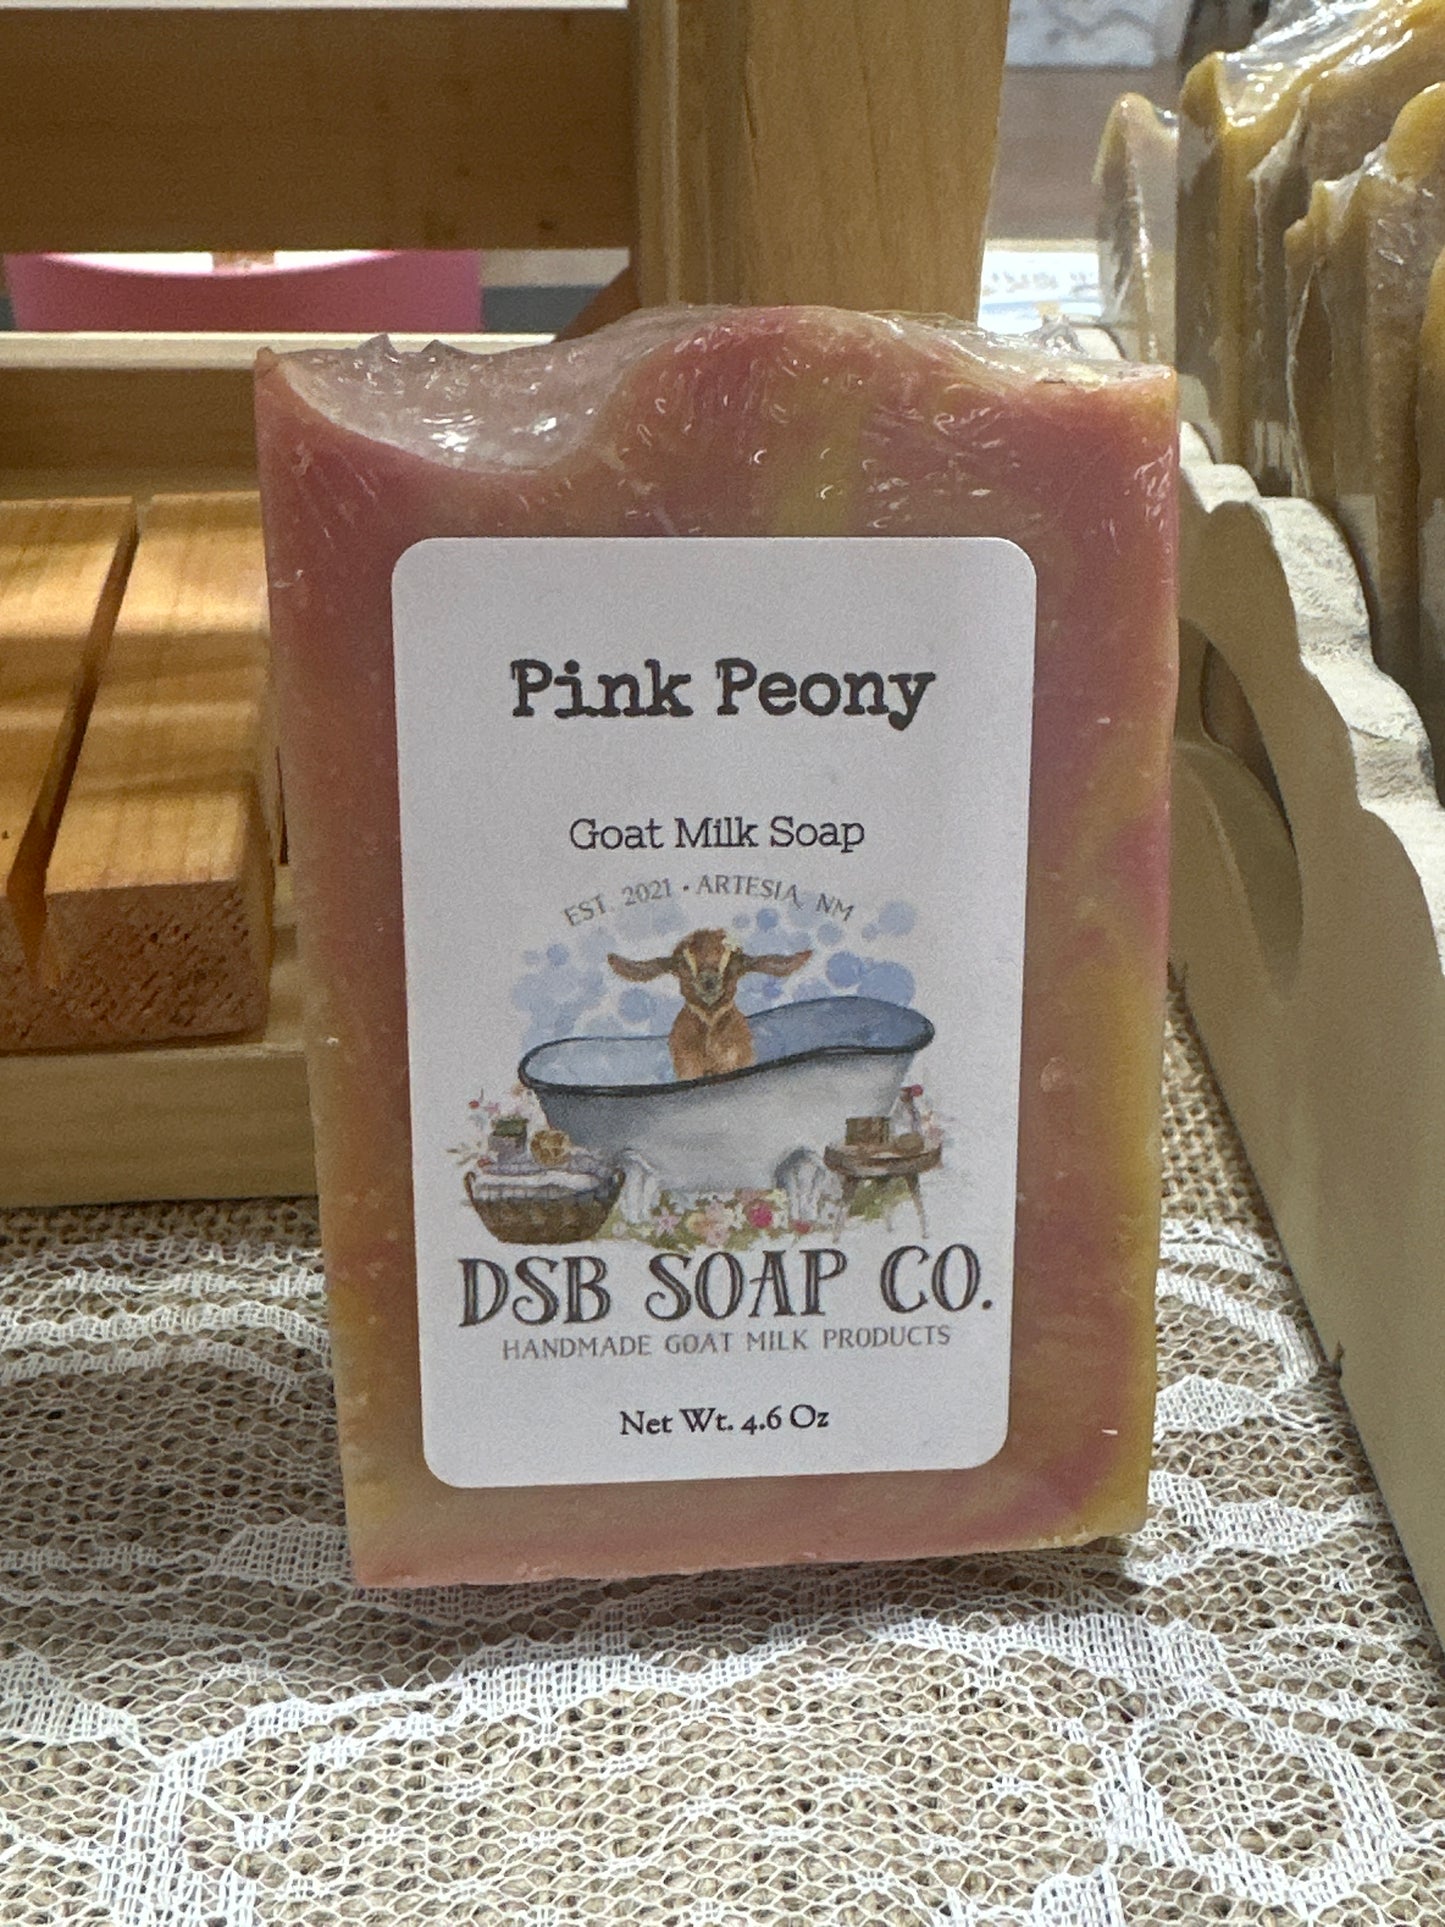 Pink Peony
Goat Milk Soap
EST. 2021 • ARTESIA, NM
DSB SOAP CO.
HANDMADE GOAT MILK PRODUCTS
Net Wt. 4.6 Oz